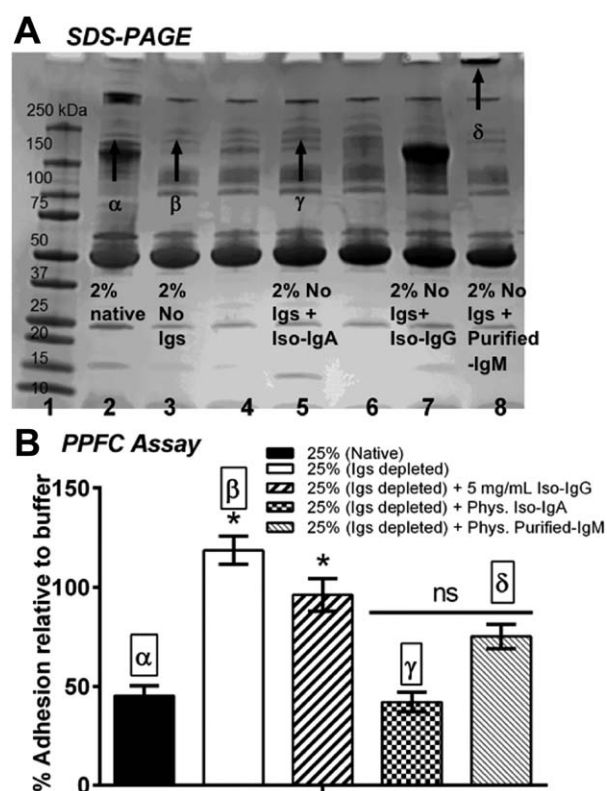 A SDS-PAGE
250 kDa
150
100
75
50
37
25
20
15
10
α
β
γ
δ
2%
native
2%
No
Igs
2% No
Igs +
Iso-IgA
2% No
Igs+
Iso-IgG
2% No
Igs +
Purified
-IgM
1 2 3 4 5 6 7 8
B PPFC Assay
25% (Native)
25% (Igs depleted)
25% (Igs depleted) + 5 mg/mL Iso-IgG
25% (Igs depleted) + Phys. Iso-IgA
25% (Igs depleted) + Phys. Purified-IgM
% Adhesion relative to buffer
150
100
50
0
α
β
*
*
γ
ns
δ